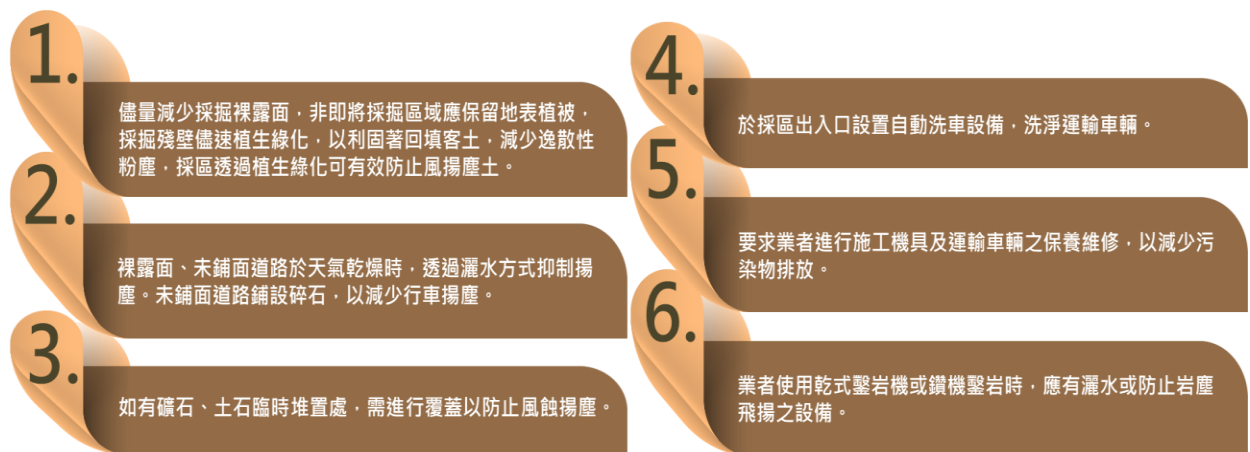 1.
儘量減少採掘裸露面，非即將採掘區域應保留地表植被，
採掘殘壁儘速植生綠化，以利固著回填客土，減少逸散性
粉塵，採區透過植生綠化可有效防止風揚塵土。
2.
裸露面、未鋪面道路於天氣乾燥時，透過灑水方式抑制揚
塵。未鋪面道路鋪設碎石，以減少行車揚塵。
3.
如有礦石、土石臨時堆置處，需進行覆蓋以防止風蝕揚塵。
4.
於採區出入口設置自動洗車設備，洗淨運輸車輛。
5.
要求業者進行施工機具及運輸車輛之保養維修，以減少污
染物排放。
6.
業者使用乾式鑿岩機或鑽機鑿岩時，應有灑水或防止岩塵
飛揚之設備。